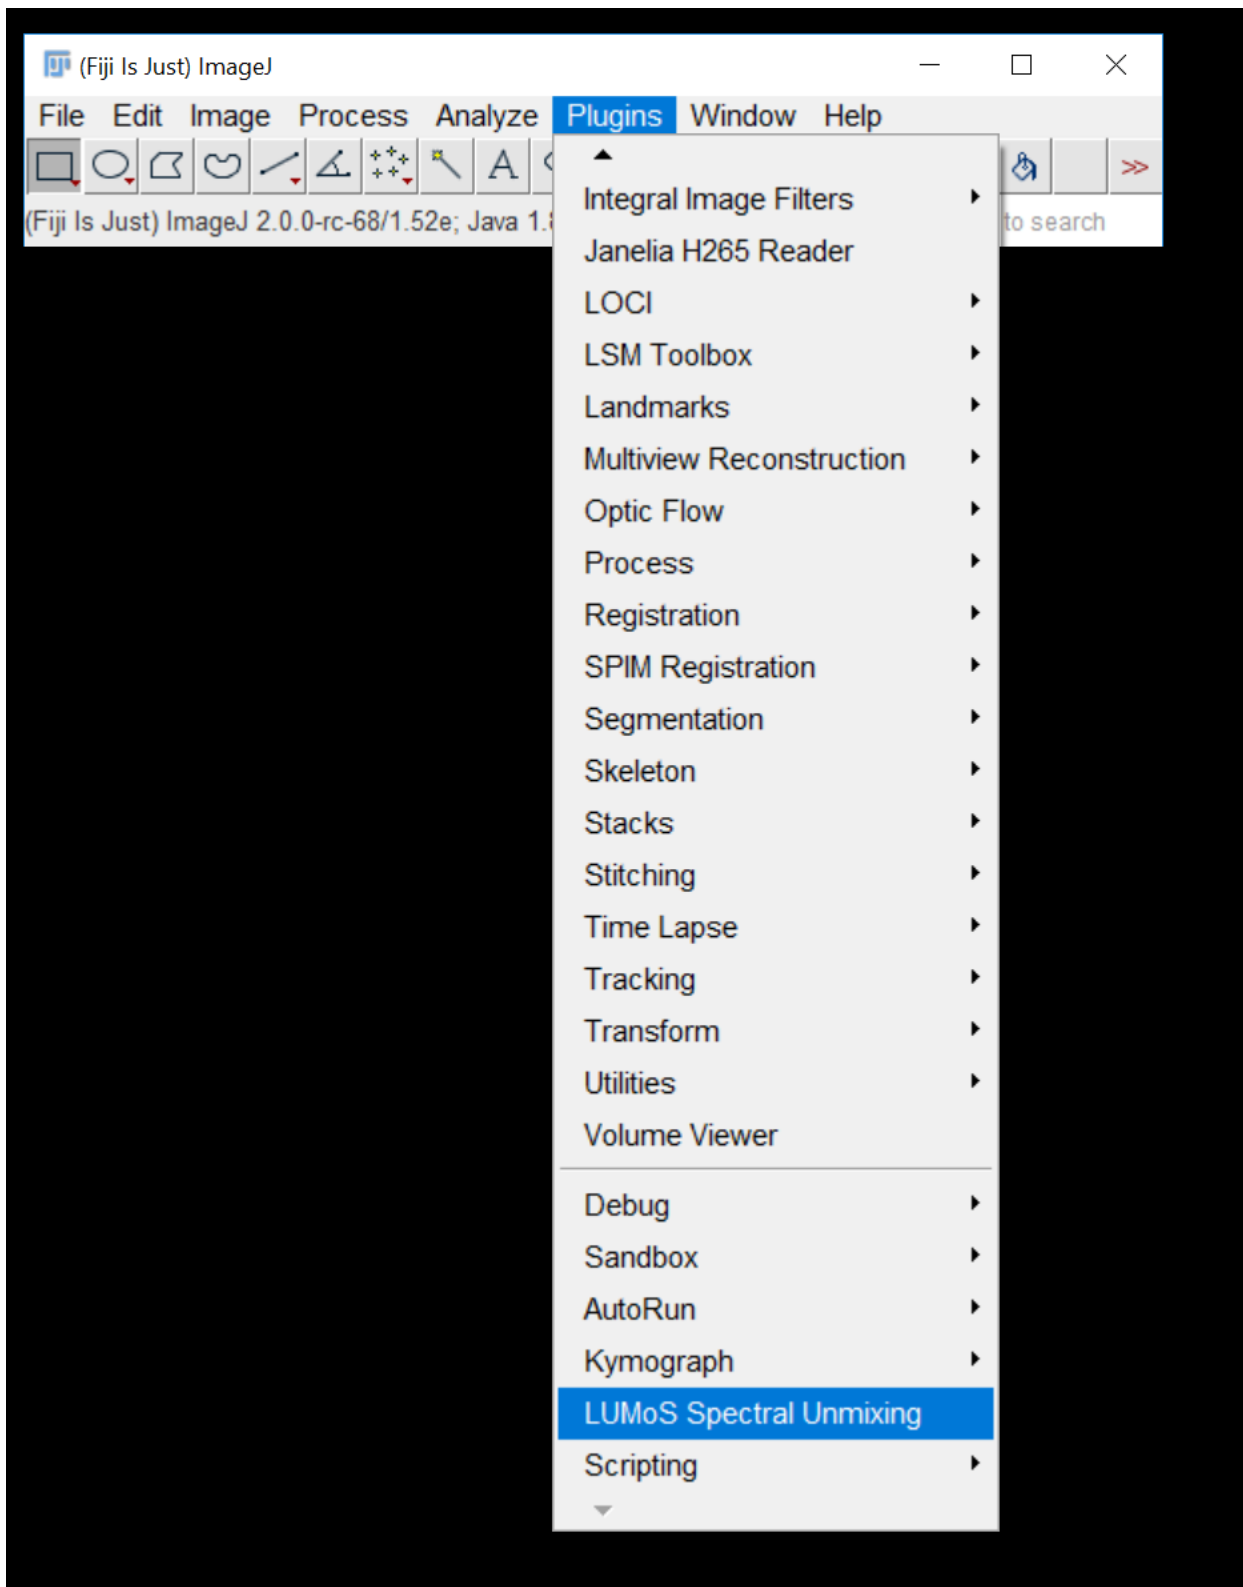 (Fiji Is Just) ImageJ
File Edit Image Process Analyze Plugins Window Help
A >>
(Fiji Is Just) ImageJ 2.0.0-rc-68/1.52e; Java 1. to search
Integral Image Filters
Janelia H265 Reader
LOCI
LSM Toolbox
Landmarks
Multiview Reconstruction
Optic Flow
Process
Registration
SPIM Registration
Segmentation
Skeleton
Stacks
Stitching
Time Lapse
Tracking
Transform
Utilities
Volume Viewer
Debug
Sandbox
AutoRun
Kymograph
LUMoS Spectral Unmixing
Scripting